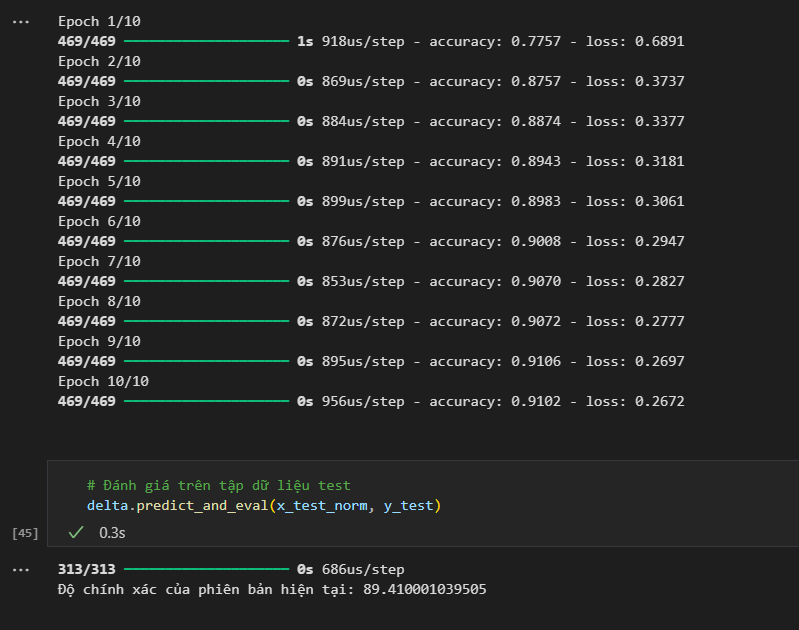 Epoch 1/10
469/469 ━━━━━━━━━━━━━━━━━━━━ 1s 918us/step - accuracy: 0.7757 - loss: 0.6891
Epoch 2/10
469/469 ━━━━━━━━━━━━━━━━━━━━ 0s 869us/step - accuracy: 0.8757 - loss: 0.3737
Epoch 3/10
469/469 ━━━━━━━━━━━━━━━━━━━━ 0s 884us/step - accuracy: 0.8874 - loss: 0.3377
Epoch 4/10
469/469 ━━━━━━━━━━━━━━━━━━━━ 0s 891us/step - accuracy: 0.8943 - loss: 0.3181
Epoch 5/10
469/469 ━━━━━━━━━━━━━━━━━━━━ 0s 899us/step - accuracy: 0.8983 - loss: 0.3061
Epoch 6/10
469/469 ━━━━━━━━━━━━━━━━━━━━ 0s 876us/step - accuracy: 0.9008 - loss: 0.2947
Epoch 7/10
469/469 ━━━━━━━━━━━━━━━━━━━━ 0s 853us/step - accuracy: 0.9070 - loss: 0.2827
Epoch 8/10
469/469 ━━━━━━━━━━━━━━━━━━━━ 0s 872us/step - accuracy: 0.9072 - loss: 0.2777
Epoch 9/10
469/469 ━━━━━━━━━━━━━━━━━━━━ 0s 895us/step - accuracy: 0.9106 - loss: 0.2697
Epoch 10/10
469/469 ━━━━━━━━━━━━━━━━━━━━ 0s 956us/step - accuracy: 0.9102 - loss: 0.2672
# Đánh giá trên tập dữ liệu test
delta.predict_and_eval(x_test_norm, y_test)
[45] ✓ 0.3s
313/313 ━━━━━━━━━━━━━━━━━━━━ 0s 686us/step
Độ chính xác của phiên bản hiện tại: 89.410001039505